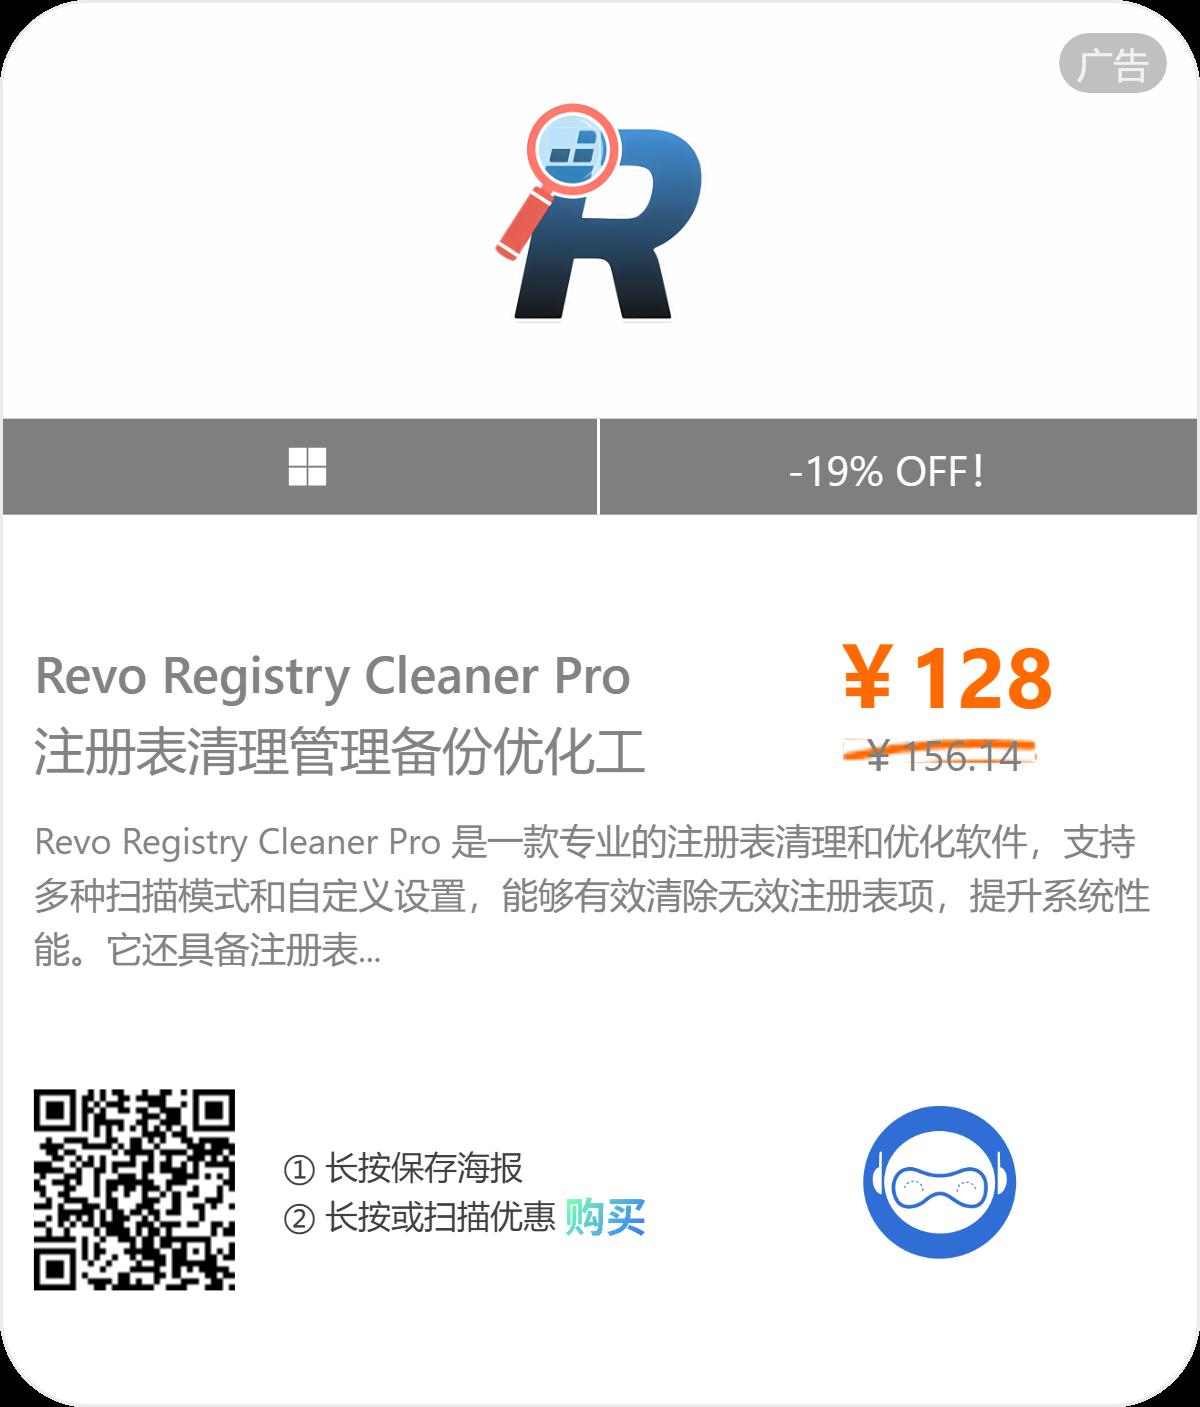 广告
-19% OFF!
Revo Registry Cleaner Pro
注册表清理管理备份优化工
¥ 128
¥ 156.14
Revo Registry Cleaner Pro 是一款专业的注册表清理和优化软件，支持
多种扫描模式和自定义设置，能够有效清除无效注册表项，提升系统性
能。它还具备注册表...
① 长按保存海报
② 长按或扫描优惠 购买